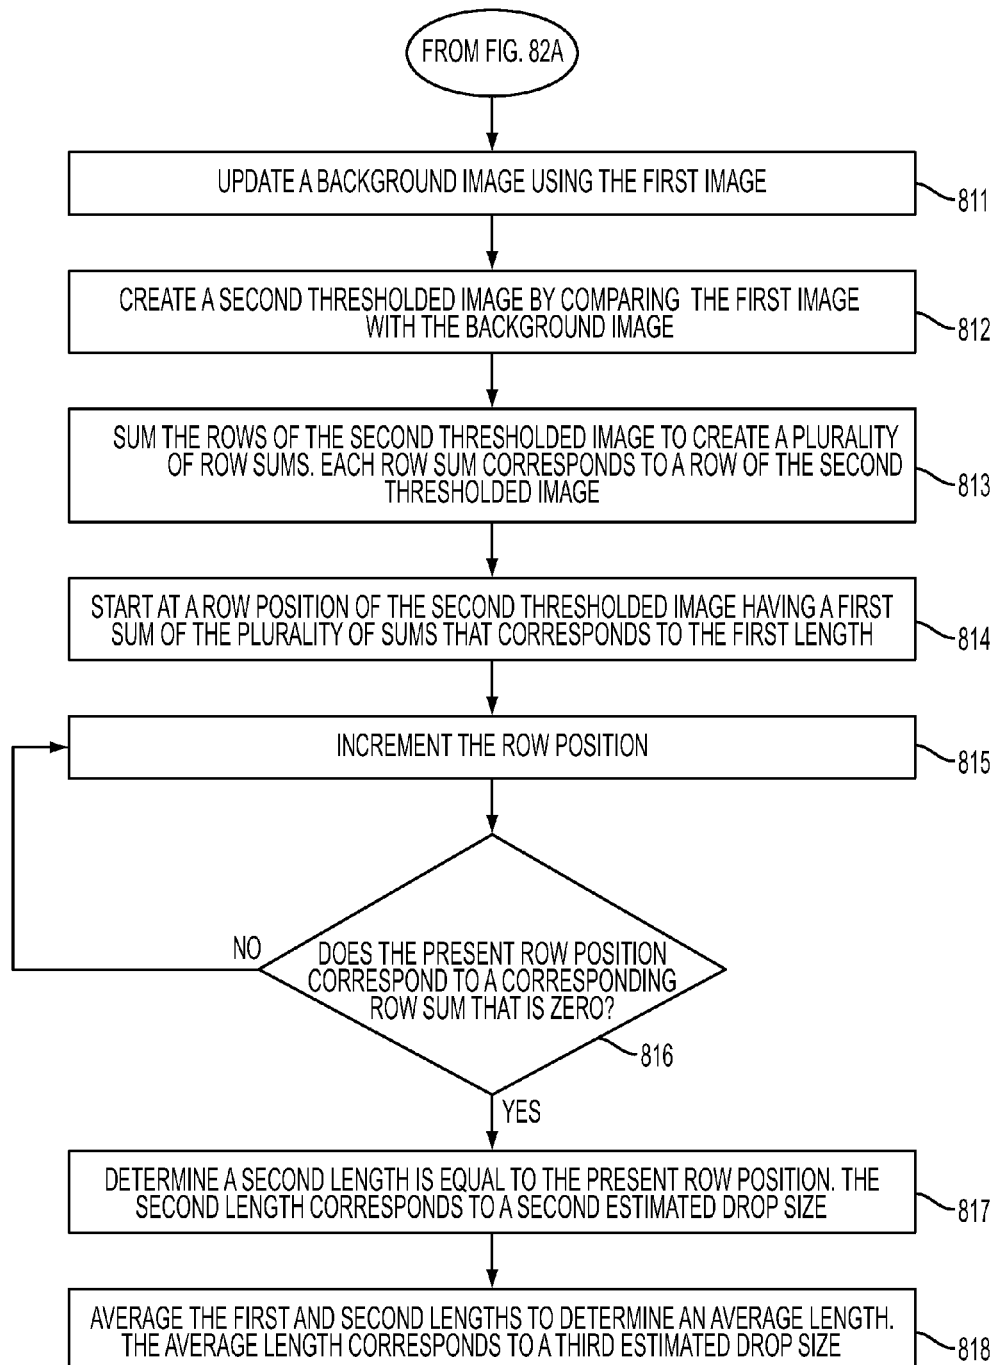 FROM FIG. 82A
UPDATE A BACKGROUND IMAGE USING THE FIRST IMAGE
811
CREATE A SECOND THRESHOLDED IMAGE BY COMPARING THE FIRST IMAGE
WITH THE BACKGROUND IMAGE
812
SUM THE ROWS OF THE SECOND THRESHOLDED IMAGE TO CREATE A PLURALITY
OF ROW SUMS. EACH ROW SUM CORRESPONDS TO A ROW OF THE SECOND
THRESHOLDED IMAGE
813
START AT A ROW POSITION OF THE SECOND THRESHOLDED IMAGE HAVING A FIRST
SUM OF THE PLURALITY OF SUMS THAT CORRESPONDS TO THE FIRST LENGTH
814
INCREMENT THE ROW POSITION
815
NO
DOES THE PRESENT ROW POSITION
CORRESPOND TO A CORRESPONDING
ROW SUM THAT IS ZERO?
816
YES
DETERMINE A SECOND LENGTH IS EQUAL TO THE PRESENT ROW POSITION. THE
SECOND LENGTH CORRESPONDS TO A SECOND ESTIMATED DROP SIZE
817
AVERAGE THE FIRST AND SECOND LENGTHS TO DETERMINE AN AVERAGE LENGTH.
THE AVERAGE LENGTH CORRESPONDS TO A THIRD ESTIMATED DROP SIZE
818